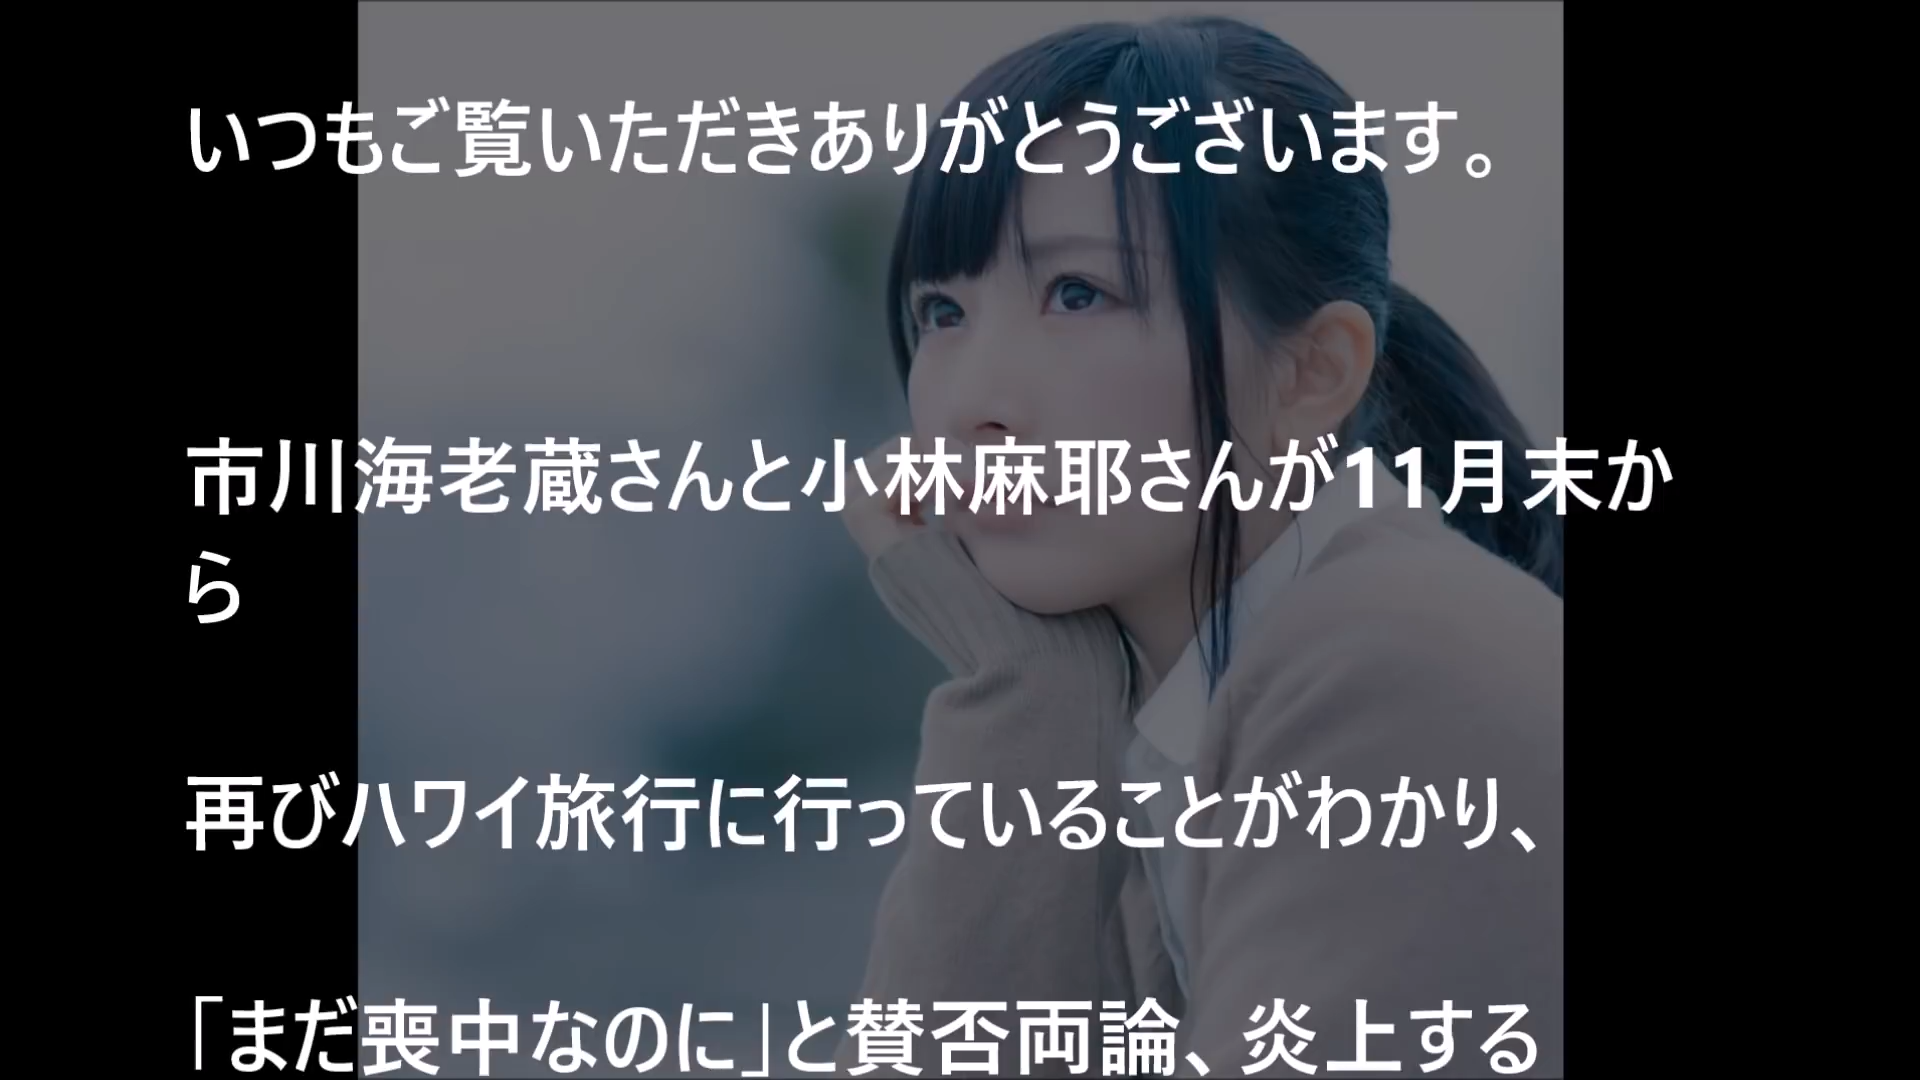 いつもご覧いただきありがとうございます。
市川海老蔵さんと小林麻耶さんが11月末か
ら
再びハワイ旅行に行っていることがわかり、
「まだ喪中なのに」と賛否両論、炎上する